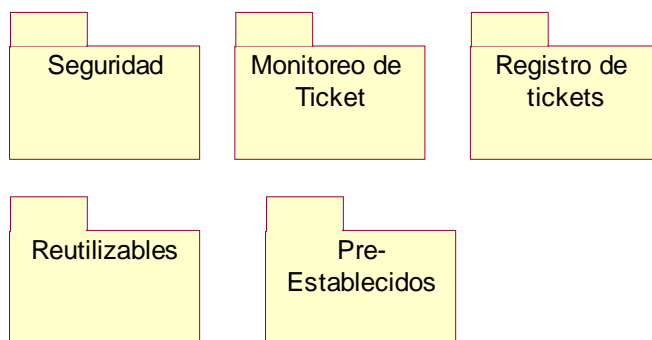 Seguridad
Monitoreo de
Ticket
Registro de
tickets
Reutilizables
Pre-
Establecidos